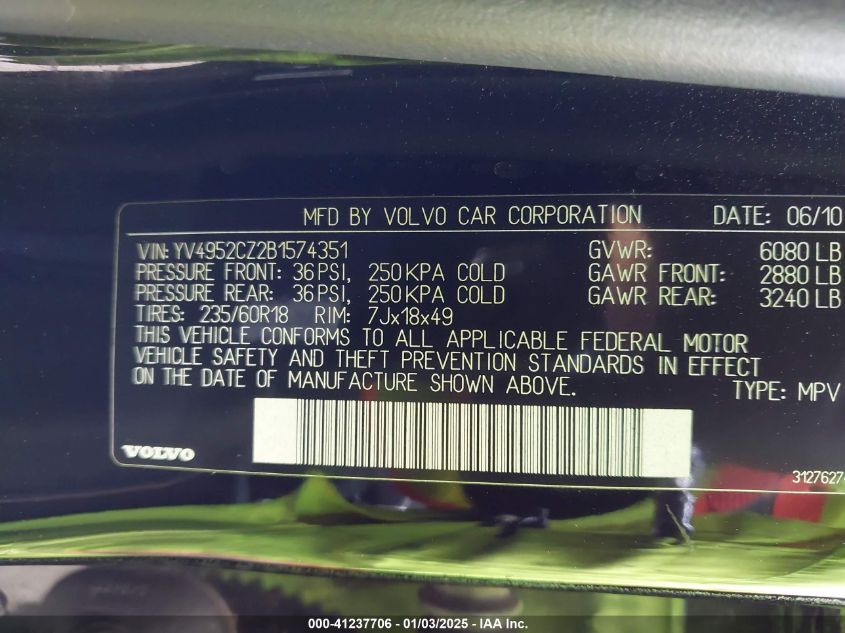 MFD BY VOLVO CAR CORPORATION DATE: 06/10
VIN: YV4952CZ2B1574351 GVWR: 6080 LB
PRESSURE FRONT: 36 PSI, 250 KPA COLD GAWR FRONT: 2880 LB
PRESSURE REAR: 36 PSI, 250 KPA COLD GAWR REAR: 3240 LB
TIRES: 235/60R18 RIM: 7Jx18x49
THIS VEHICLE CONFORMS TO ALL APPLICABLE FEDERAL MOTOR
VEHICLE SAFETY AND THEFT PREVENTION STANDARDS IN EFFECT
ON THE DATE OF MANUFACTURE SHOWN ABOVE. TYPE: MPV
VOLVO
000-41237706 - 01/03/2025 - IAA Inc.